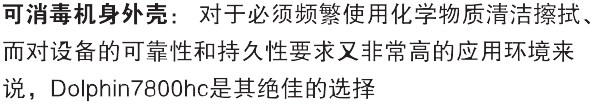 可消毒机身外壳： 对于必须频繁使用化学物质清洁擦拭、
而对设备的可靠性和持久性要求又非常高的应用环境来
说，Dolphin7800hc是其绝佳的选择